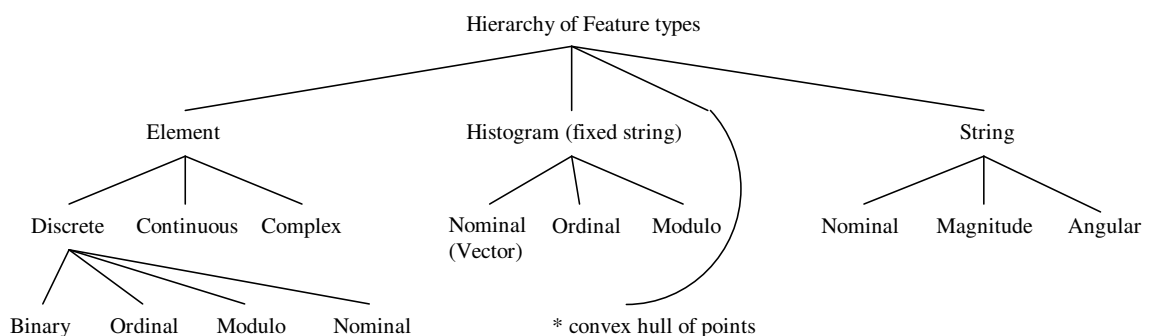 Hierarchy of Feature types
Element
Histogram (fixed string)
String
Discrete
Continuous
Complex
Nominal
(Vector)
Ordinal
Modulo
Nominal
Magnitude
Angular
Binary
Ordinal
Modulo
Nominal
* convex hull of points